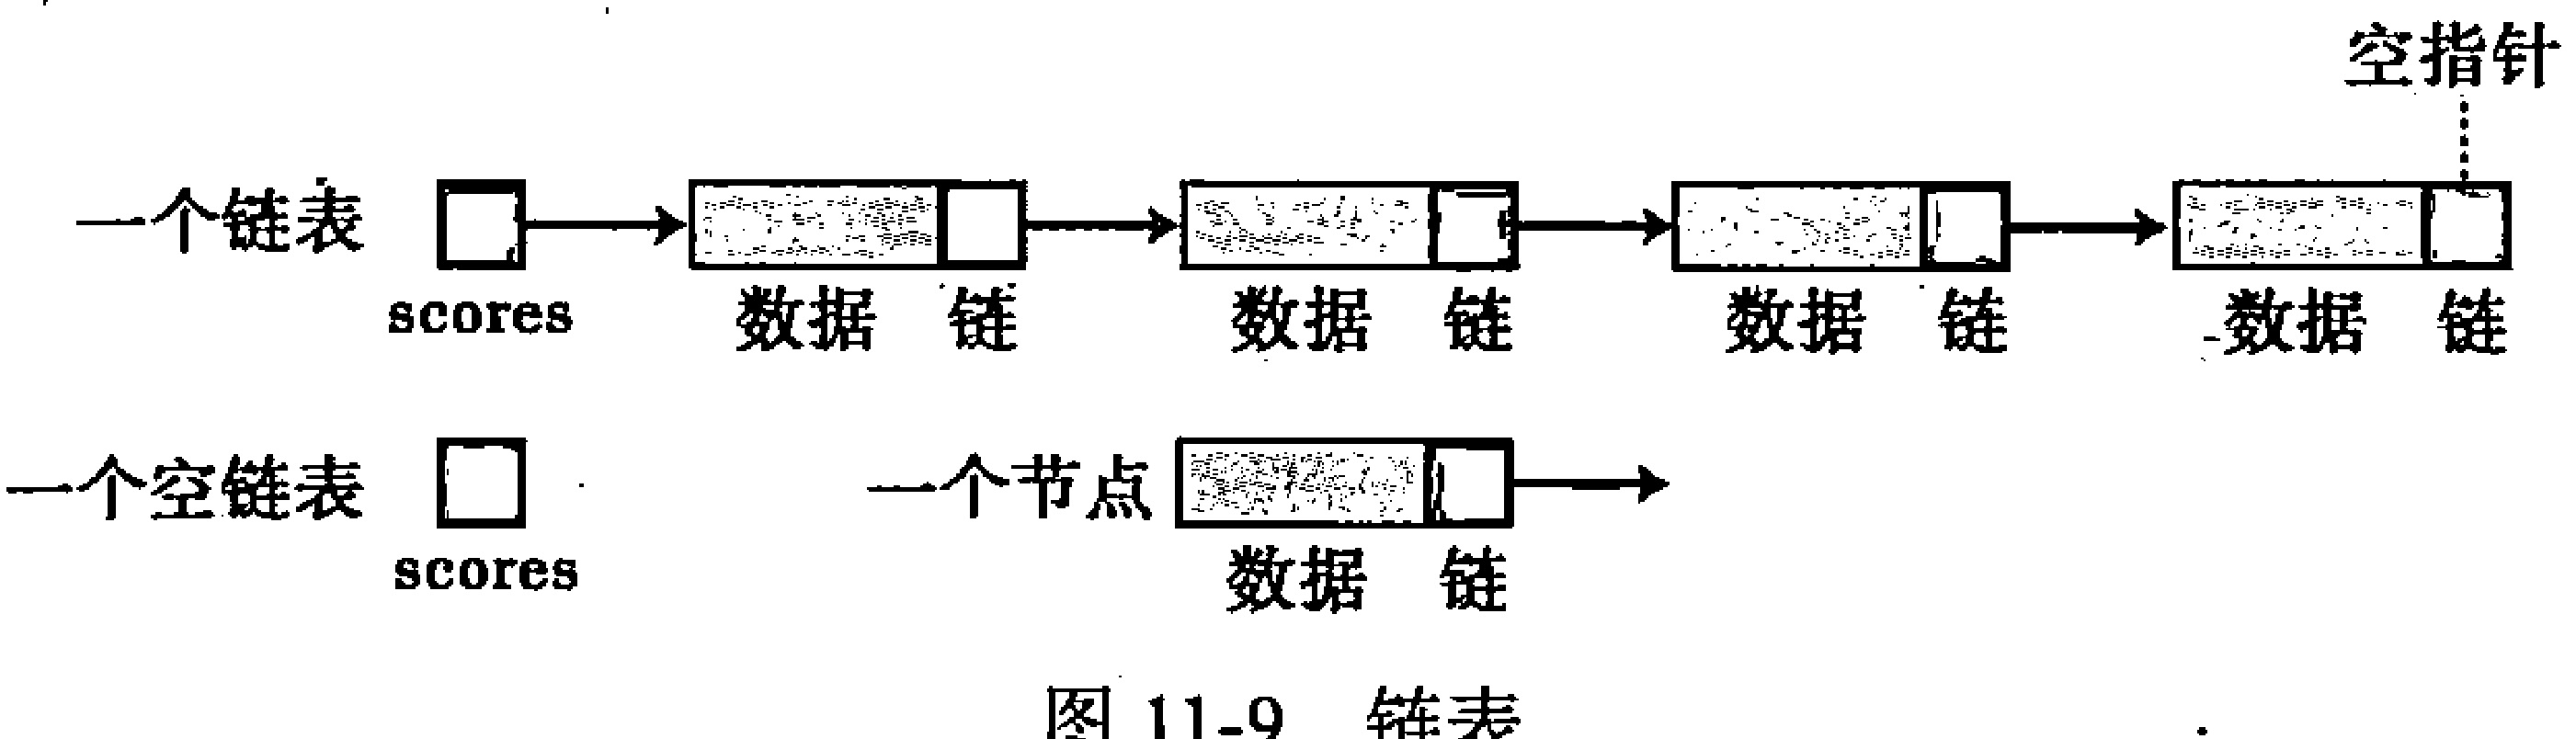 空指针
一个链表
scores 数据 链 数据 链 数据 链 数据 链
一个空链表 一个节点
scores 数据 链
图 11-9 链表